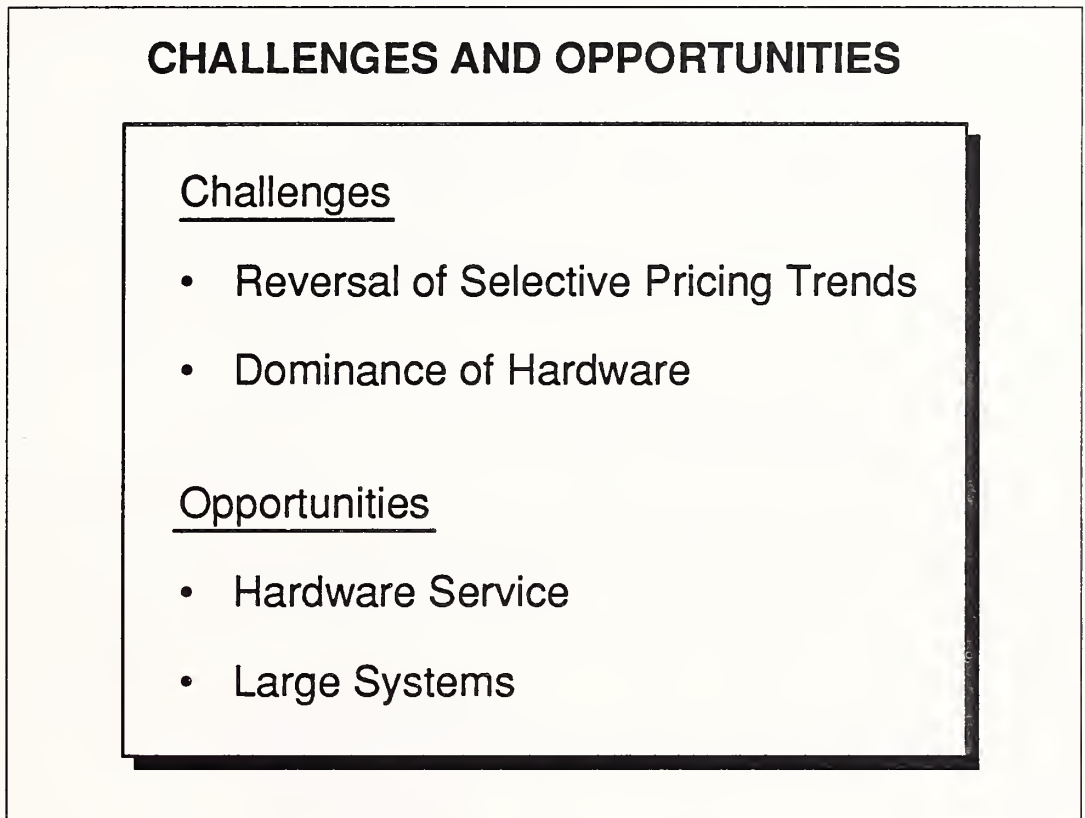 CHALLENGES AND OPPORTUNITIES
Challenges
• Reversal of Selective Pricing Trends
• Dominance of Hardware
Opportunities
• Hardware Service
• Large Systems